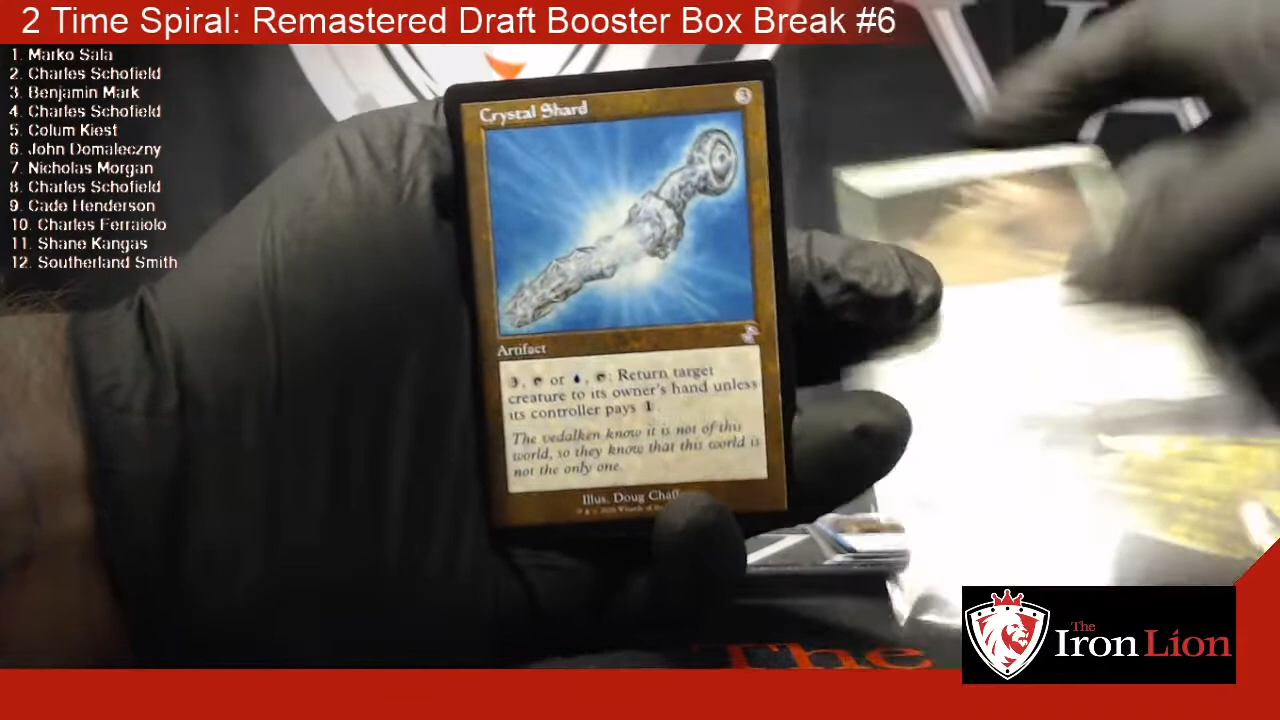 2 Time Spiral: Remastered Draft Booster Box Break #6
1. Marko Sala
2. Charles Schofield
3. Benjamin Mark
4. Charles Schofield
5. Colum Kiest
6. John Domaleczny
7. Nicholas Morgan
8. Charles Schofield
9. Cade Henderson
10. Charles Ferraiolo
11. Shane Kangas
12. Southerland Smith
Crystal Shard 3
Artifact
3, or , : Return target
creature to its owner's hand unless
its controller pays 1.
The vedalken know it is not of this
world, so they know that this world is
not the only one.
Illus. Doug Chaff
The
The
Iron Lion